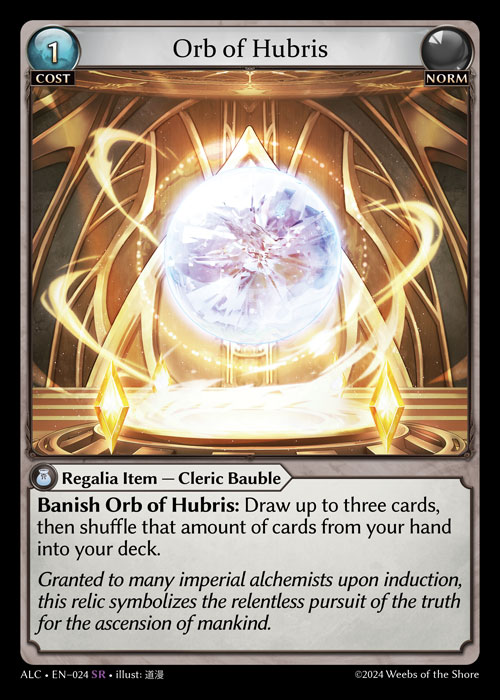 1
Orb of Hubris
COST
NORM
Regalia Item — Cleric Bauble
Banish Orb of Hubris: Draw up to three cards,
then shuffle that amount of cards from your hand
into your deck.
Granted to many imperial alchemists upon induction,
this relic symbolizes the relentless pursuit of the truth
for the ascension of mankind.
ALC • EN–024 SR • illust: 道漫
©2024 Weebs of the Shore